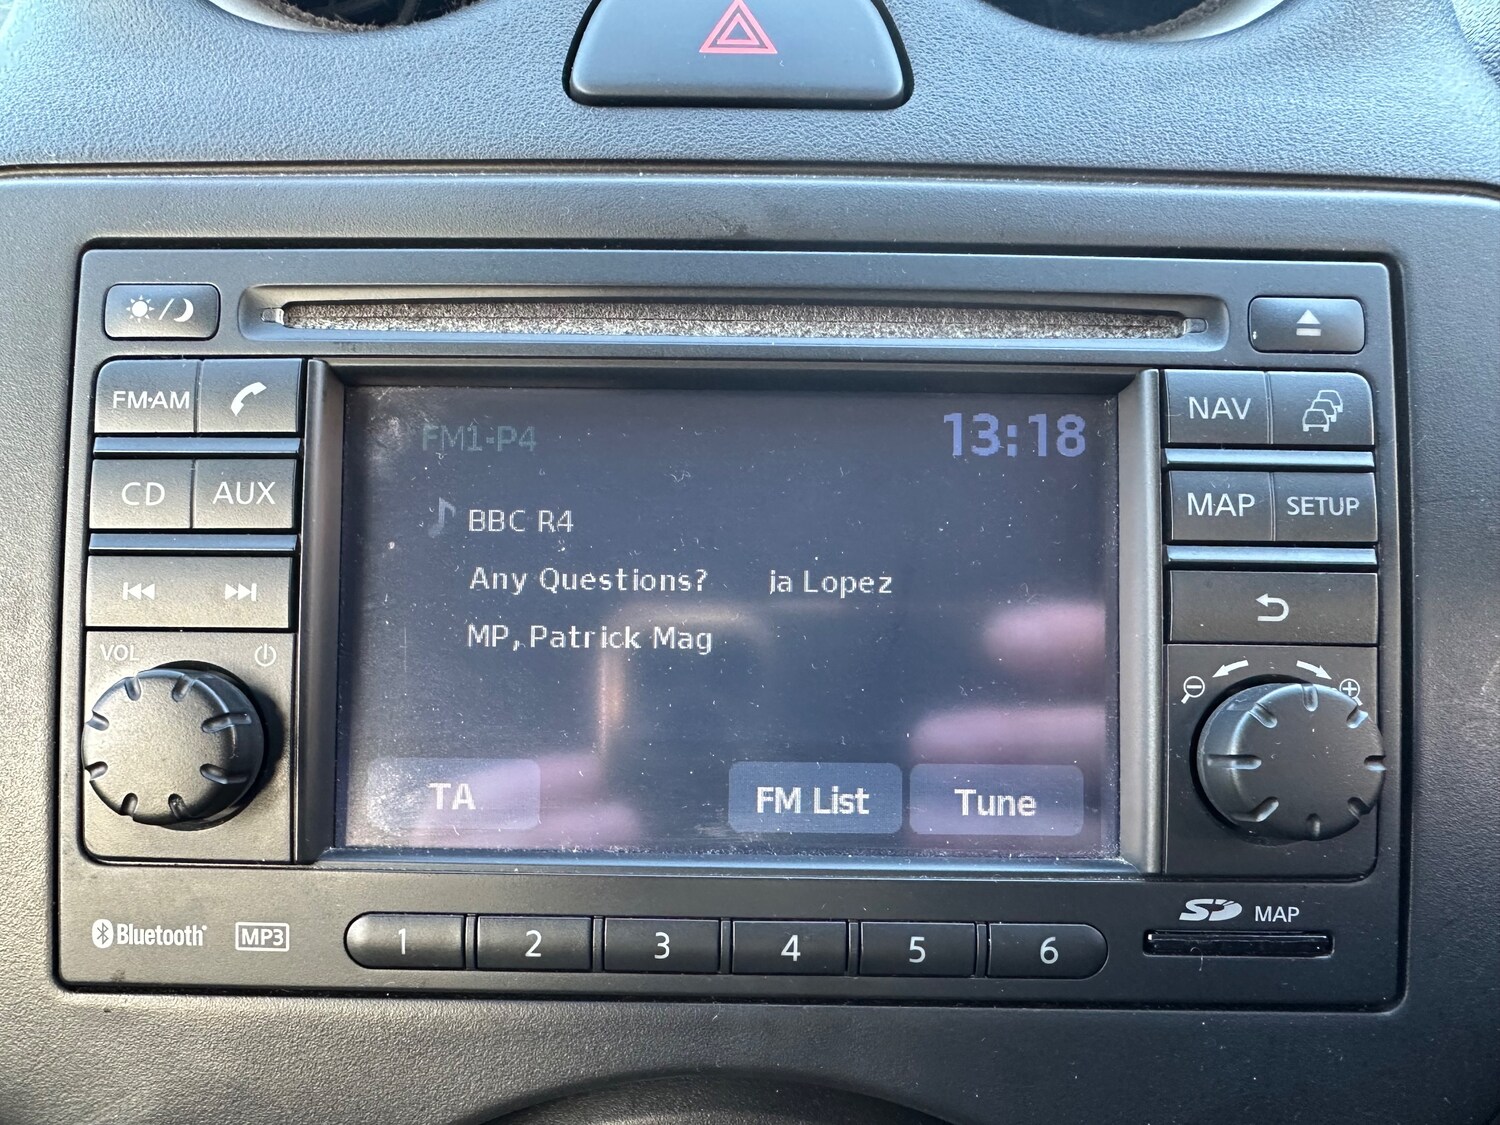 FM·AM
NAV
FM1-P4
13:18
CD AUX
MAP SETUP
BBC R4
Any Questions? ja Lopez
MP, Patrick Mag
VOL
TA FM List Tune
Bluetooth MP3
1 2 3 4 5 6
SD MAP